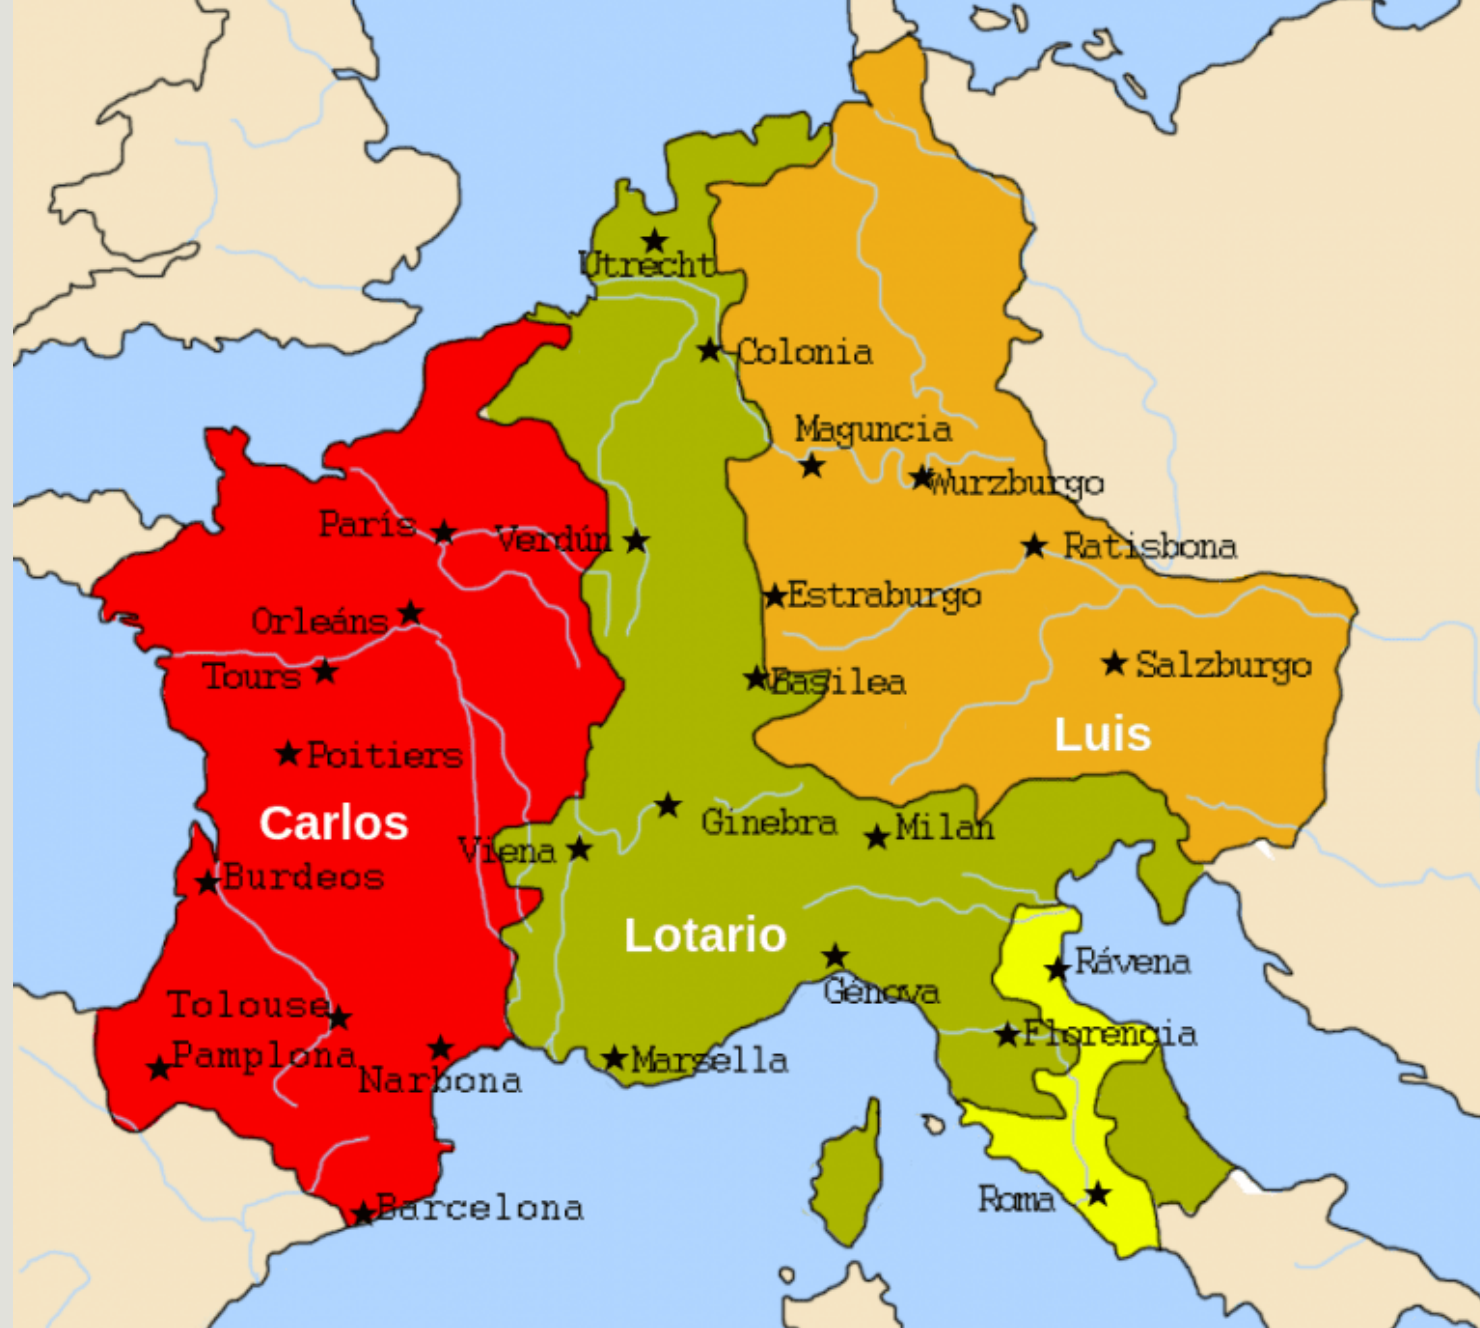 Utrecht
Colonia
Maguncia
Wurzburgo
París
Verdún
Ratisbona
Estraburgo
Orleáns
Tours
Basilea
Salzburgo
Luis
Poitiers
Carlos
Ginebra
Milan
Viena
Burdeos
Lotario
Rávena
Génova
Tolouse
Florencia
Pamplona
Marsella
Narbona
Roma
Barcelona